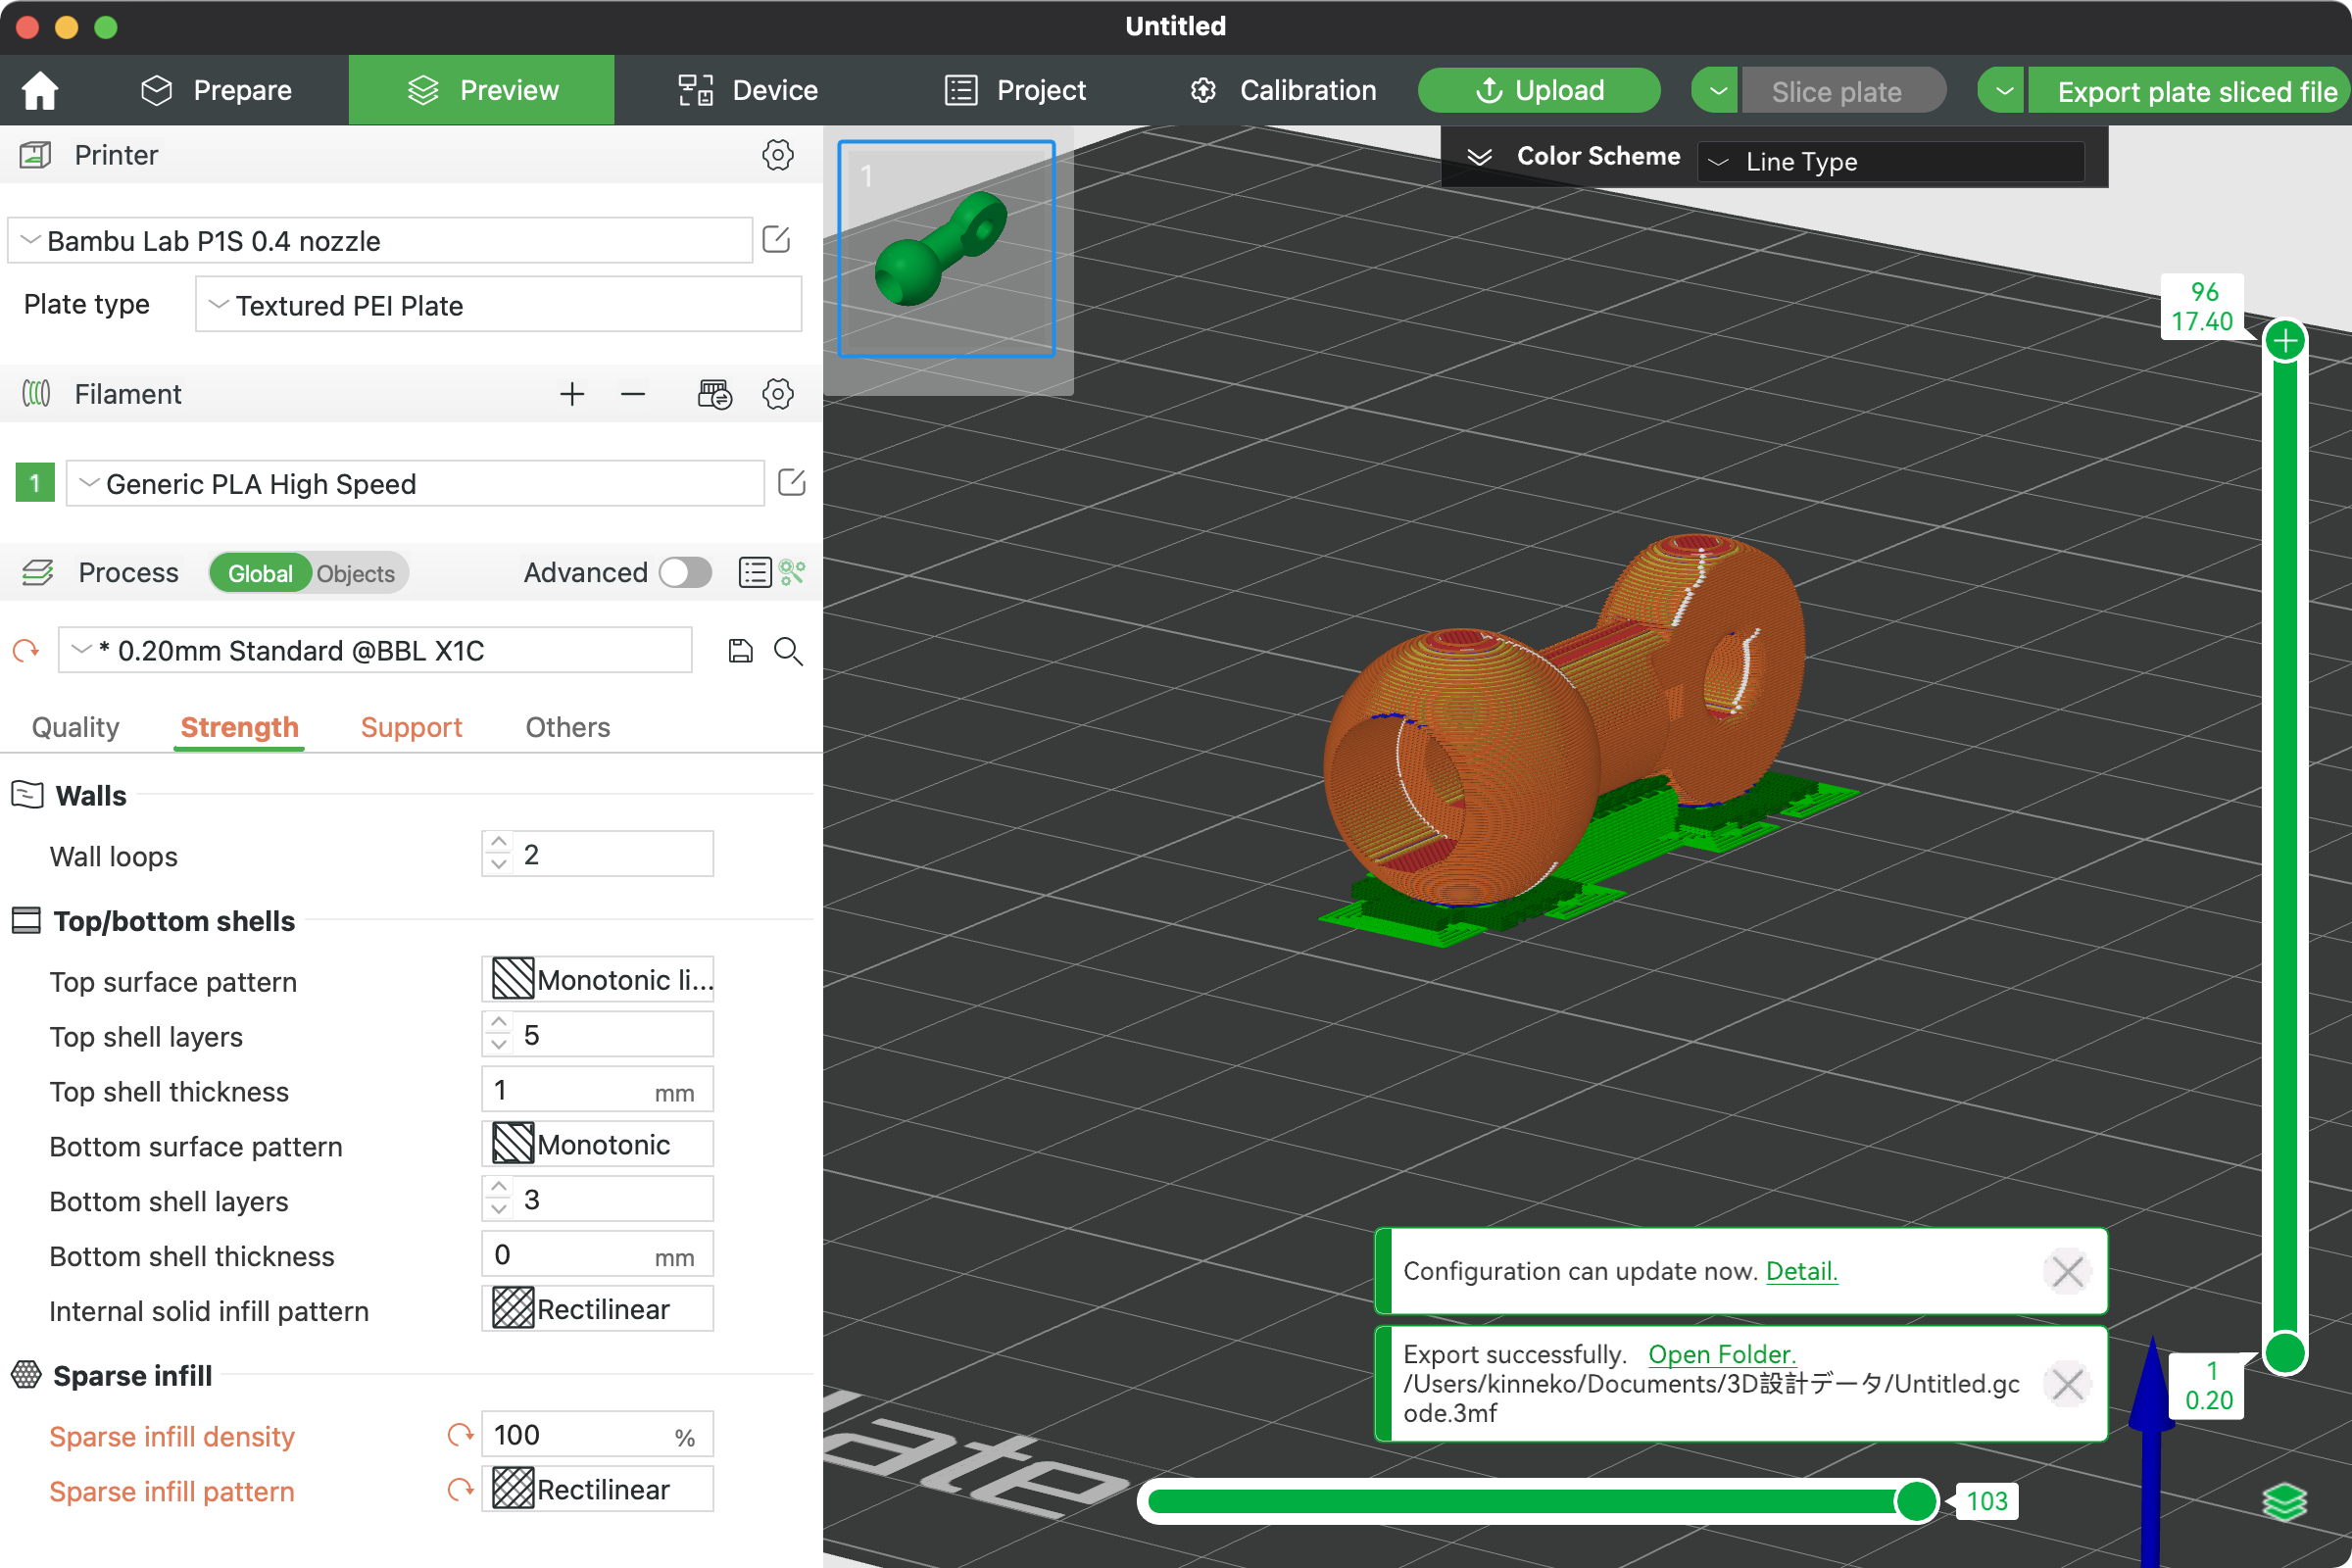 Untitled
Prepare
Preview
Device
Project
Calibration
Upload
Slice plate
Export plate sliced file
Printer
Bambu Lab P1S 0.4 nozzle
Plate type
Textured PEI Plate
Filament
1
Generic PLA High Speed
Process
Global
Objects
Advanced
* 0.20mm Standard @BBL X1C
Quality
Strength
Support
Others
Walls
Wall loops
2
Top/bottom shells
Top surface pattern
Monotonic li...
Top shell layers
5
Top shell thickness
1 mm
Bottom surface pattern
Monotonic
Bottom shell layers
3
Bottom shell thickness
0 mm
Internal solid infill pattern
Rectilinear
Sparse infill
Sparse infill density
100 %
Sparse infill pattern
Rectilinear
1
Color Scheme
Line Type
96
17.40
Configuration can update now. Detail.
Export successfully. Open Folder.
/Users/kinneko/Documents/3D設計データ/Untitled.gc
ode.3mf
1
0.20
103